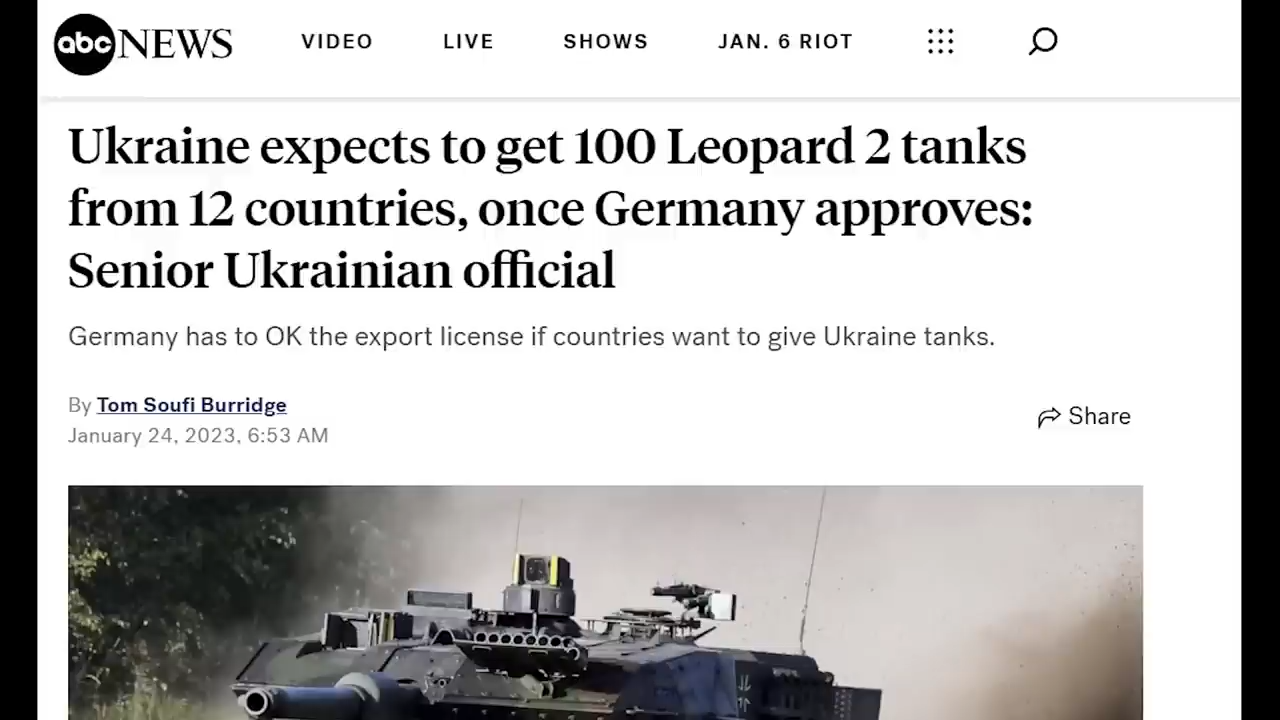 abc NEWS VIDEO LIVE SHOWS JAN. 6 RIOT
Ukraine expects to get 100 Leopard 2 tanks
from 12 countries, once Germany approves:
Senior Ukrainian official
Germany has to OK the export license if countries want to give Ukraine tanks.
By Tom Soufi Burridge
January 24, 2023, 6:53 AM
Share